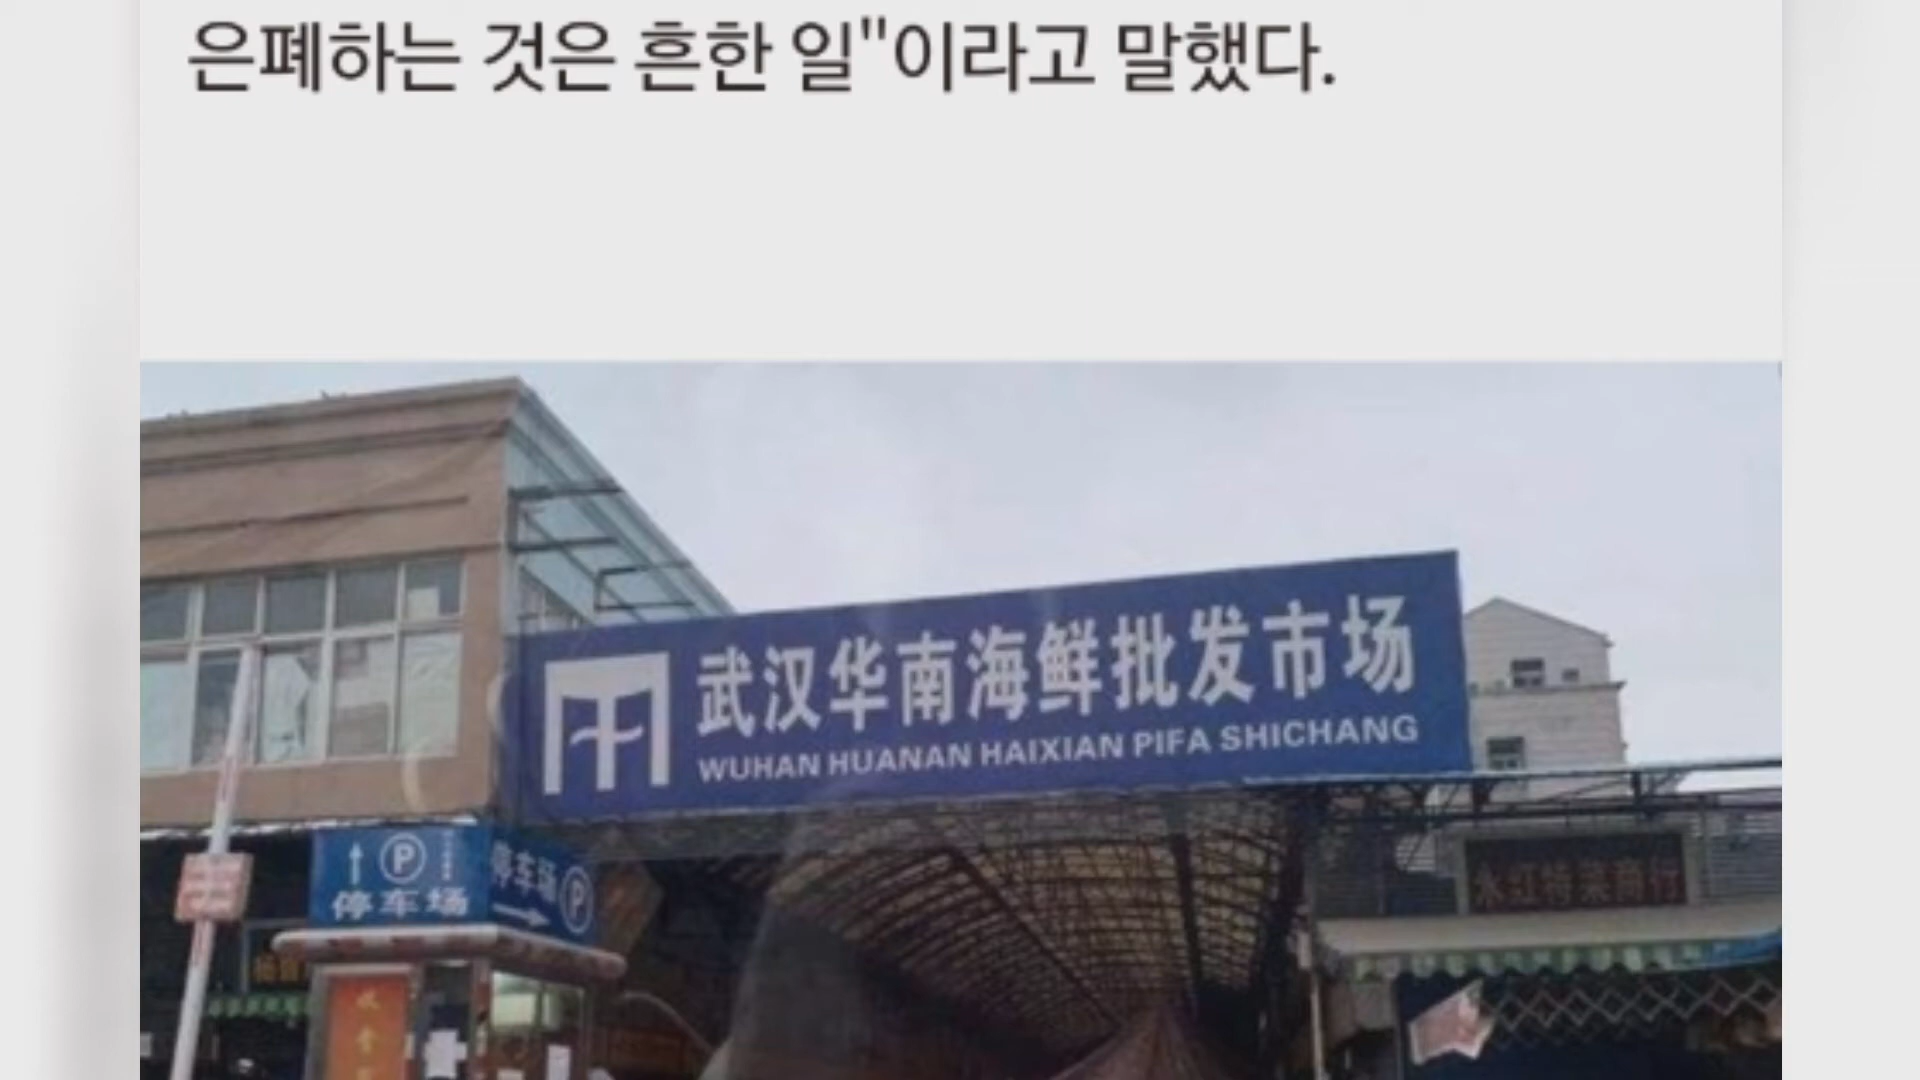 은폐하는 것은 흔한 일"이라고 말했다.
武汉华南海鲜批发市场
WUHAN HUANAN HAIXIAN PIFA SHICHANG
P
停车场
停车场 P